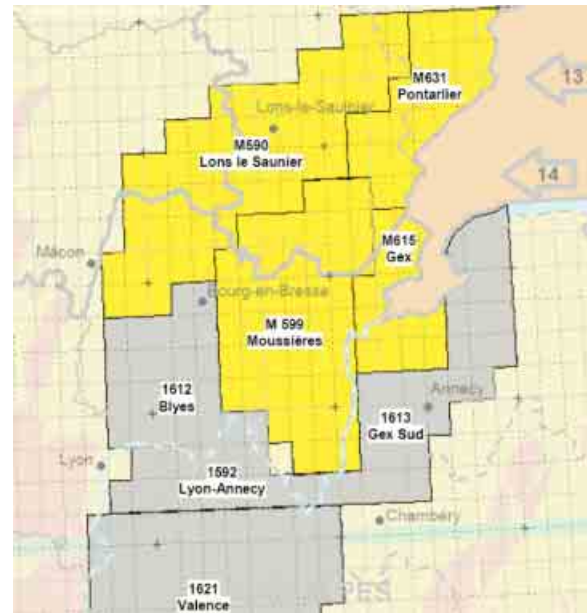 M631
Pontarlier
13
Lons-le-Saunier
M590
Lons le Saunier
14
M615
Gex
Mâcon
Bourg-en-Bresse
M 599
Moussières
1612
Blyes
Annecy
1613
Gex Sud
Lyon
1592
Lyon-Annecy
Chambéry
1621
Valence